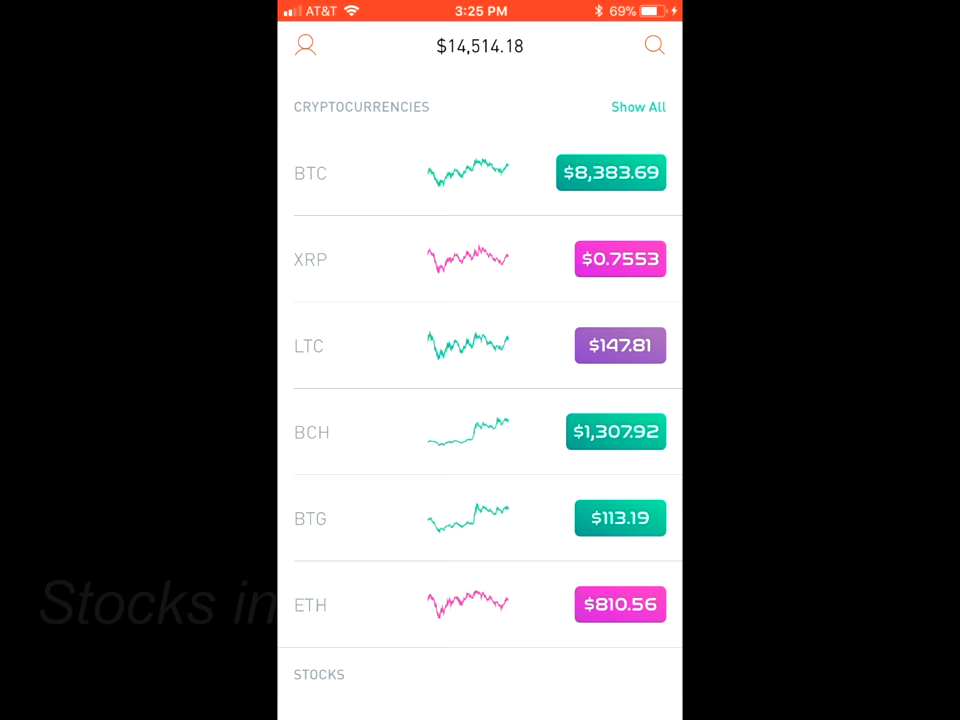 AT&T 3:25 PM 69%
$14,514.18
CRYPTOCURRENCIES Show All
BTC $8,383.69
XRP $0.7553
LTC $147.81
BCH $1,307.92
BTG $113.19
ETH $810.56
Stocks in
STOCKS